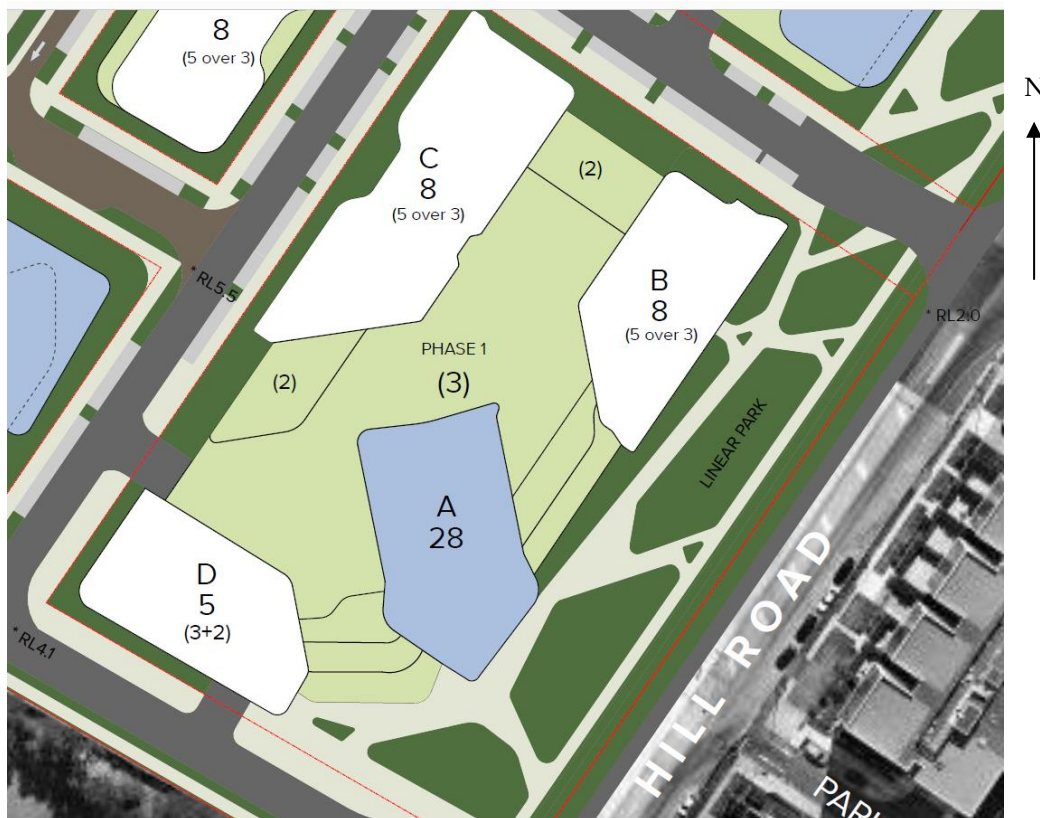 8
(5 over 3)
N
C
8
(5 over 3)
(2)
B
8
(5 over 3)
* RL5.5
* RL2.0
PHASE 1
(3)
(2)
LINEAR PARK
A
28
D
5
(3+2)
* RL4.1
HILL ROAD